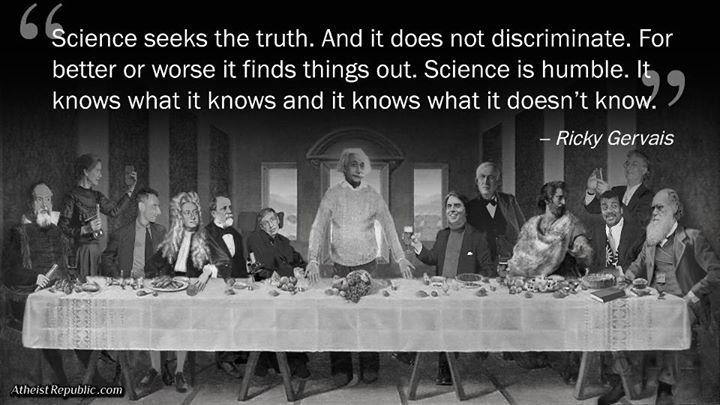 “Science seeks the truth. And it does not discriminate. For
better or worse it finds things out. Science is humble. It
knows what it knows and it knows what it doesn’t know.”
– Ricky Gervais
AtheistRepublic.com